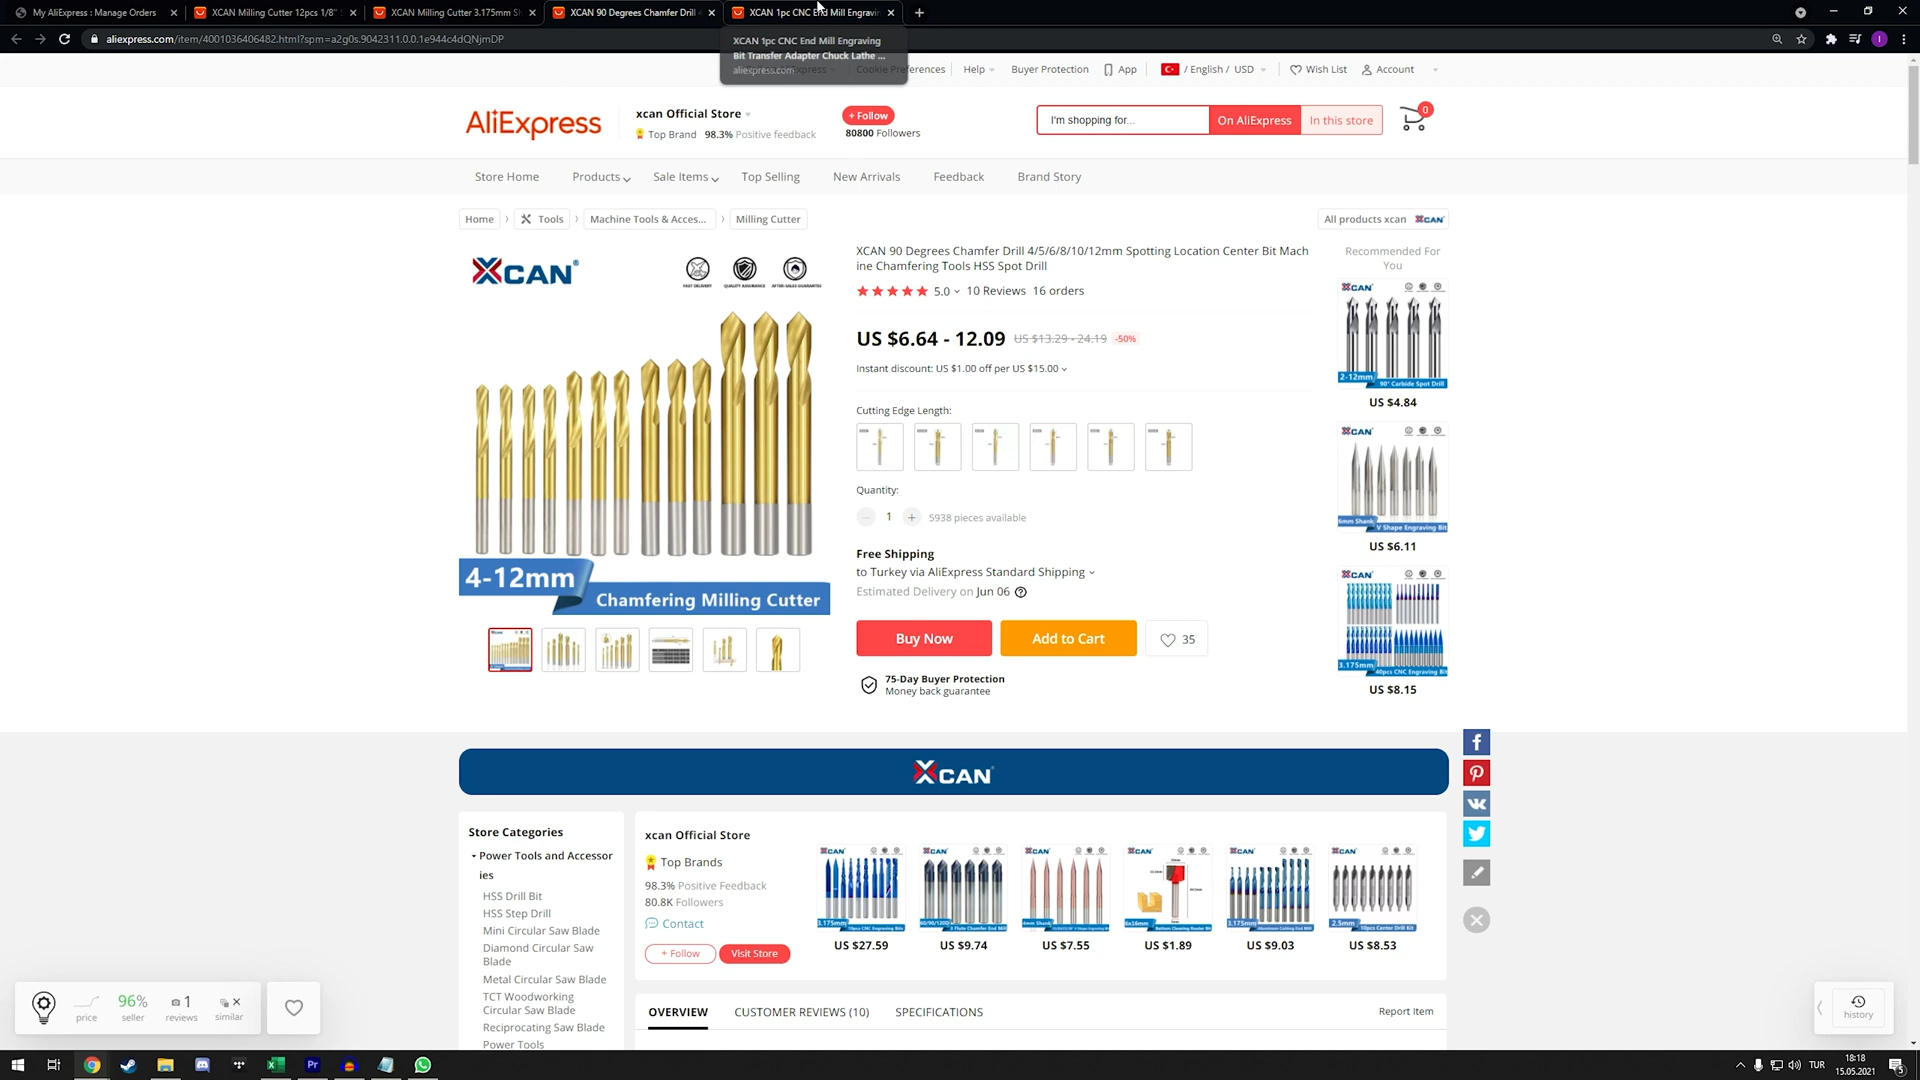 My AliExpress : Manage Orders
XCAN Milling Cutter 12pcs 1/8"
XCAN Milling Cutter 3.175mm Sh
XCAN 90 Degrees Chamfer Drill
XCAN 1pc CNC End Mill Engravin
aliexpress.com/item/4001036406482.html?spm=a2g0s.9042311.0.0.1e944c4dQNjmDP
XCAN 1pc CNC End Mill Engraving
Bit Transfer Adapter Chuck Lathe ...
aliexpress.com
Cookie Preferences
Help
Buyer Protection
App
/ English / USD
Wish List
Account
AliExpress
xcan Official Store
Top Brand 98.3% Positive feedback
+ Follow
80800 Followers
I'm shopping for...
On AliExpress
In this store
0
Store Home
Products
Sale Items
Top Selling
New Arrivals
Feedback
Brand Story
Home
Tools
Machine Tools & Acces...
Milling Cutter
All products xcan XCAN
XCAN®
FAST DELIVERY
QUALITY ASSURANCE
AFTER-SALES GUARANTEE
4-12mm
Chamfering Milling Cutter
XCAN 90 Degrees Chamfer Drill 4/5/6/8/10/12mm Spotting Location Center Bit Mach
ine Chamfering Tools HSS Spot Drill
5.0 10 Reviews 16 orders
US $6.64 - 12.09 US $13.29 - 24.19 -50%
Instant discount: US $1.00 off per US $15.00
Cutting Edge Length:
Quantity:
1
5938 pieces available
Free Shipping
to Turkey via AliExpress Standard Shipping
Estimated Delivery on Jun 06
Buy Now
Add to Cart
35
75-Day Buyer Protection
Money back guarantee
Recommended For
You
XCAN
2-12mm 90° Carbide Spot Drill
US $4.84
XCAN
6mm Shank V Shape Engraving Bit
US $6.11
XCAN
3.175mm 40pcs CNC Engraving Bit
US $8.15
XCAN
Store Categories
Power Tools and Accessor
ies
HSS Drill Bit
HSS Step Drill
Mini Circular Saw Blade
Diamond Circular Saw
Blade
Metal Circular Saw Blade
TCT Woodworking
Circular Saw Blade
Reciprocating Saw Blade
Power Tools
xcan Official Store
Top Brands
98.3% Positive Feedback
80.8K Followers
Contact
+ Follow
Visit Store
XCAN
3.175mm 10pcs CNC Engraving Bit
US $27.59
XCAN
60/90/120D 3 Flute Chamfer End Mill
US $9.74
XCAN
4mm Shank
US $7.55
XCAN
6x16mm Bottom Cleaning Router Bit
US $1.89
XCAN
3.175mm
US $9.03
XCAN
2.5mm 10pcs Center Drill Kit
US $8.53
OVERVIEW
CUSTOMER REVIEWS (10)
SPECIFICATIONS
Report Item
price
96%
seller
1
reviews
similar
history
Pr
TUR
18:18
15.05.2021
5